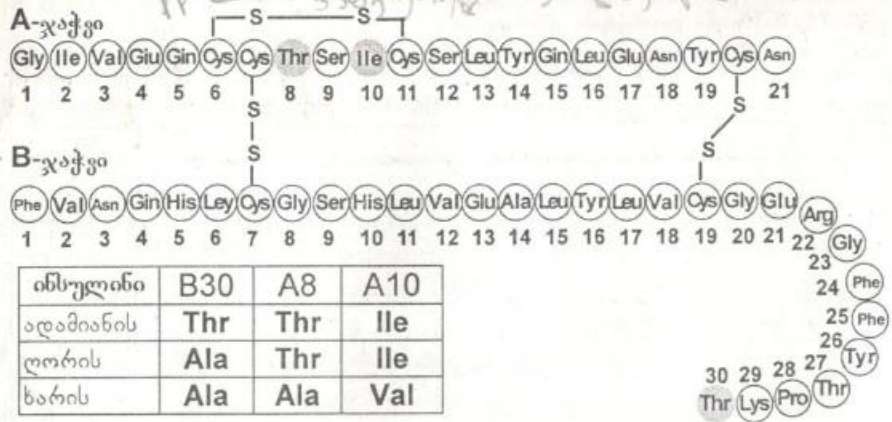 S S
A-ჯაჭვი
Gly Ile Val Giu Gin Cys Cys Thr Ser Ile Cys Ser Leu Tyr Gin Leu Glu Asn Tyr Cys Asn
1 2 3 4 5 6 7 8 9 10 11 12 13 14 15 16 17 18 19 21
S S
S S
B-ჯაჭვი
Phe Val Asn Gin His Ley Cys Gly Ser His Leu Val Glu Ala Leu Tyr Leu Val Cys Gly Glu Arg Gly Phe Phe Tyr Thr Pro Lys Thr
1 2 3 4 5 6 7 8 9 10 11 12 13 14 15 16 17 18 19 20 21 22 23 24 25 26 27 28 29 30
ინსულინი B30 A8 A10
ადამიანის Thr Thr Ile
ღორის Ala Thr Ile
ხარის Ala Ala Val